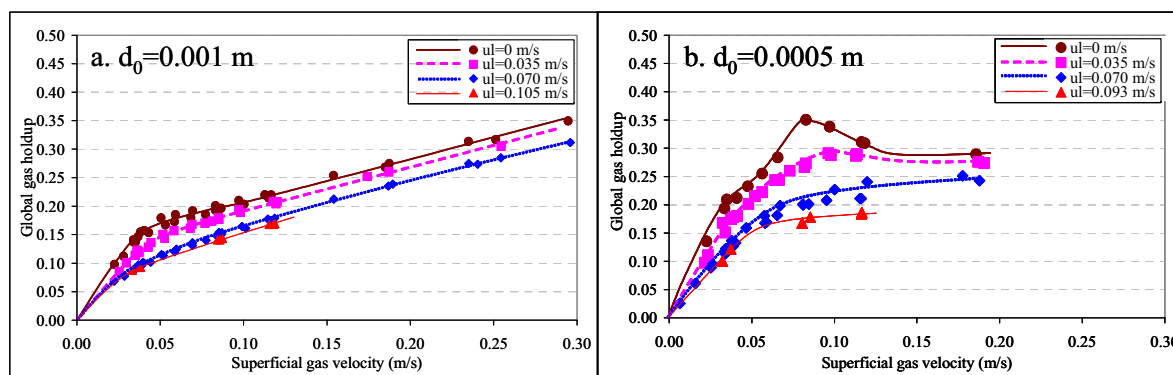 a. d0=0.001 m
ul=0 m/s
ul=0.035 m/s
ul=0.070 m/s
ul=0.105 m/s
Global gas holdup
0.50
0.45
0.40
0.35
0.30
0.25
0.20
0.15
0.10
0.05
0.00
0.00 0.05 0.10 0.15 0.20 0.25 0.30
Superficial gas velocity (m/s)
b. d0=0.0005 m
ul=0 m/s
ul=0.035 m/s
ul=0.070 m/s
ul=0.093 m/s
Global gas holdup
0.50
0.45
0.40
0.35
0.30
0.25
0.20
0.15
0.10
0.05
0.00
0.00 0.05 0.10 0.15 0.20 0.25 0.30
Superficial gas velocity (m/s)